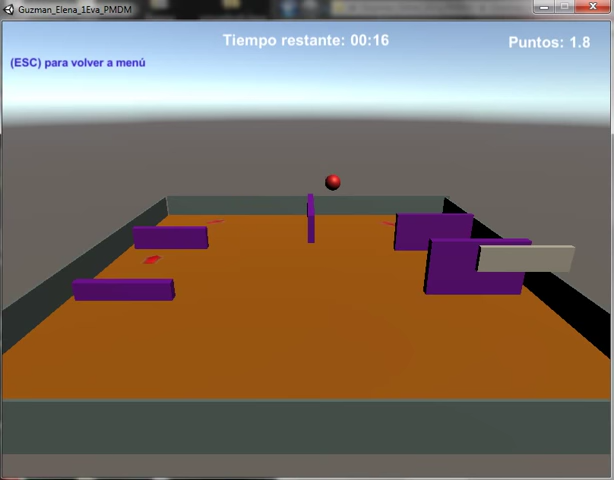 Guzman_Elena_1Eva_PMDM
Tiempo restante: 00:16
Puntos: 1.8
(ESC) para volver a menú